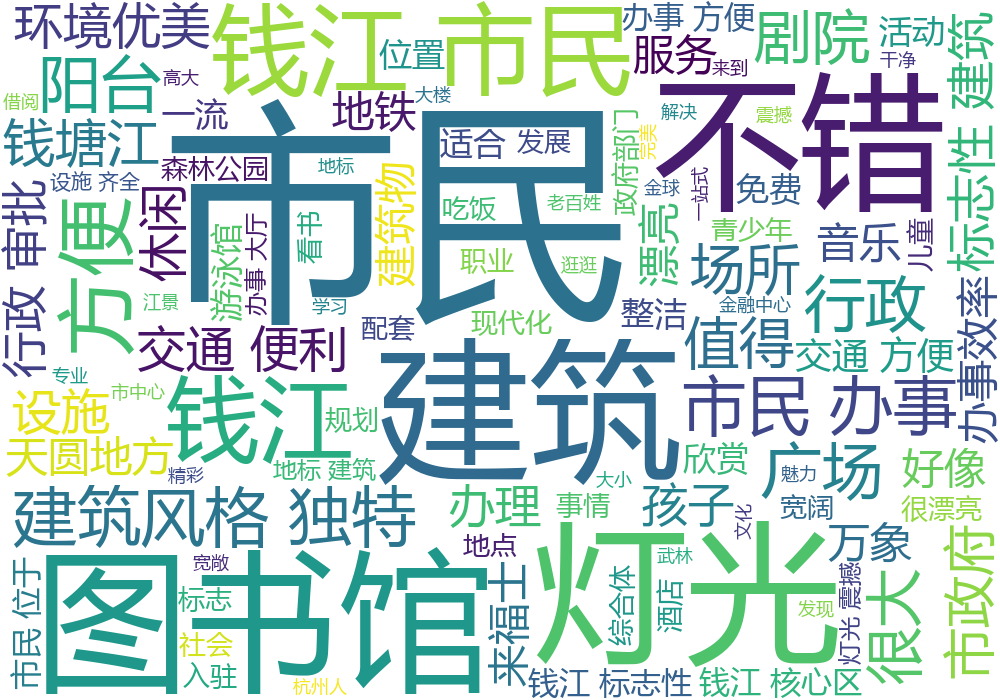 环境优美
钱江 市民
办事 方便
剧院
活动
建筑
位置
服务
来到
干净
阳台
高大
借阅
一流
地铁
大楼
不错
解决
震撼
钱塘江
市民
适合
发展
政府部门
完美
标志性
森林公园
地标
设施 齐全
休闲
建筑物
吃饭
老百姓
金球
一站式
免费
行政 审批
方便
游泳馆
办事 大厅
看书
漂亮
青少年
音乐
儿童
职业
逛逛
场所
江景
学习
配套
现代化
整洁
金融中心
行政
办事效率
交通 便利
建筑
值得
交通 方便
专业
市中心
钱江
规划
市民 办事
设施
天圆地方
地标 建筑
精彩
欣赏
广场
魅力
好像
大小
建筑风格 独特
办理
事情
孩子
宽阔
很漂亮
文化
万象
灯光
图书馆
宽敞
地点
武林
市民 位于
标志
来福士
综合体
酒店
灯光 震撼
很大
市政府
发现
社会
入驻
杭州人
钱江 标志性
钱江 核心区